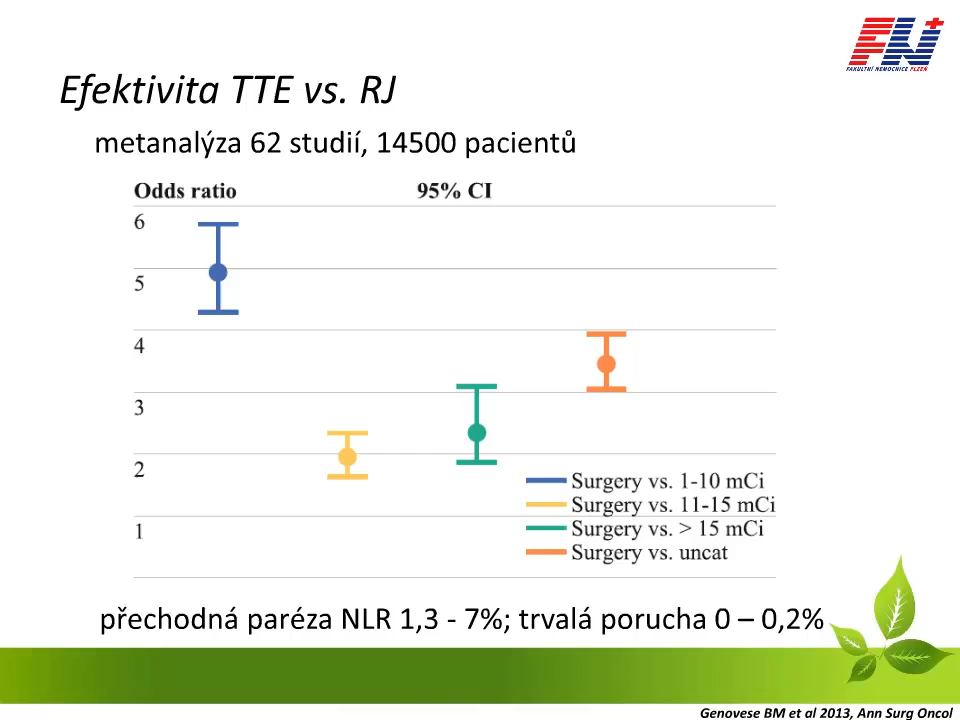 FN
FAKULTNÍ NEMOCNICE PLZEŇ
Efektivita TTE vs. RJ
metanalýza 62 studií, 14500 pacientů
Odds ratio 95% CI
6
5
4
3
2
1
Surgery vs. 1-10 mCi
Surgery vs. 11-15 mCi
Surgery vs. > 15 mCi
Surgery vs. uncat
přechodná paréza NLR 1,3 - 7%; trvalá porucha 0 – 0,2%
Genovese BM et al 2013, Ann Surg Oncol